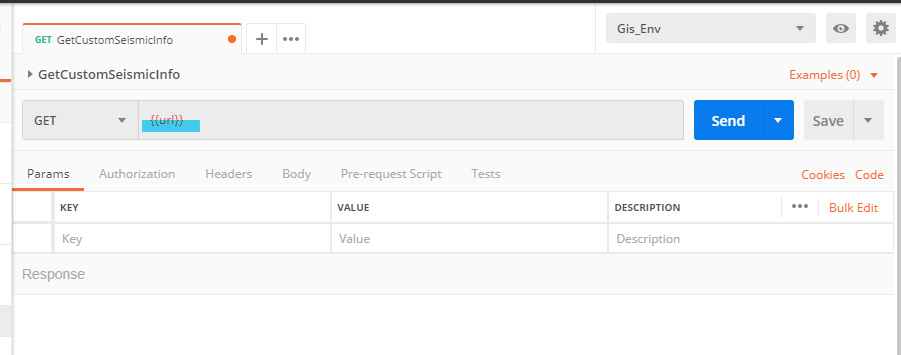 GET GetCustomSeismicInfo
Gis_Env
GetCustomSeismicInfo
Examples (0)
GET
{{url}}
Send
Save
Params Authorization Headers Body Pre-request Script Tests
Cookies Code
KEY VALUE DESCRIPTION
Bulk Edit
Key Value Description
Response